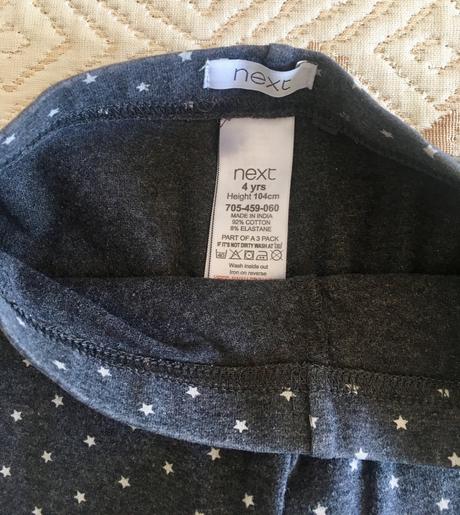 next
next
4 yrs
Height 104cm
705-459-060
MADE IN INDIA
92% COTTON
8% ELASTANE
PART OF A 3 PACK
IF IT'S NOT DIRTY WASH AT 30
40
Wash inside out
Iron on reverse